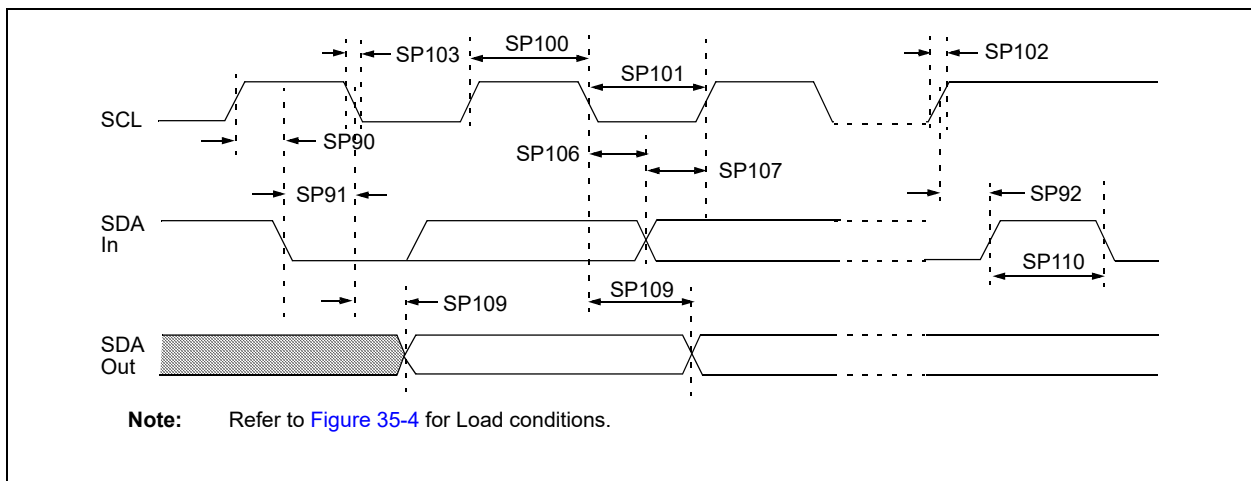 SP103
SP100
SP102
SP101
SCL
SP90
SP106
SP107
SP91
SP92
SDA
In
SP110
SP109
SP109
SDA
Out
Note: Refer to Figure 35-4 for Load conditions.